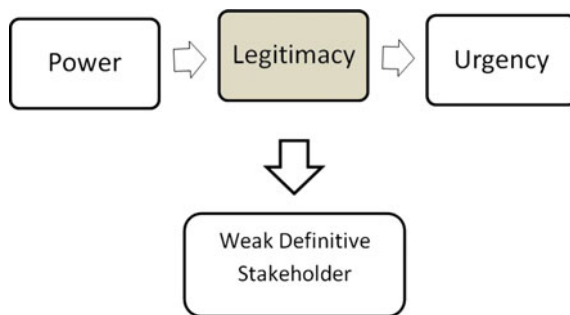 Power
Legitimacy
Urgency
Weak Definitive
Stakeholder